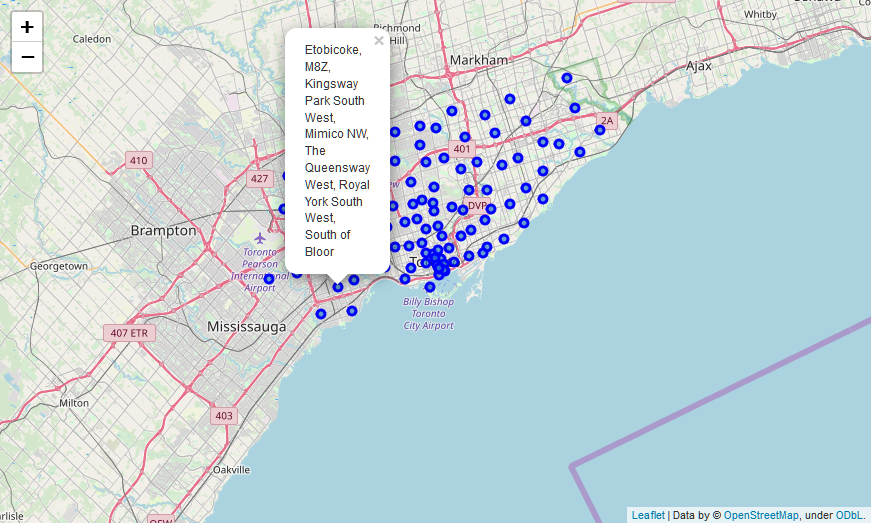 +
−
Caledon
Richmond
Hill
Markham
Whitby
Ajax
2A
401
410
427
DVP
Brampton
Georgetown
Toronto
Pearson
International
Airport
×
Etobicoke,
M8Z,
Kingsway
Park South
West,
Mimico NW,
The
Queensway
West, Royal
York South
West,
South of
Bloor
Billy Bishop
Toronto
City Airport
Mississauga
407 ETR
Milton
403
Oakville
QEW
Leaflet | Data by © OpenStreetMap, under ODbL.